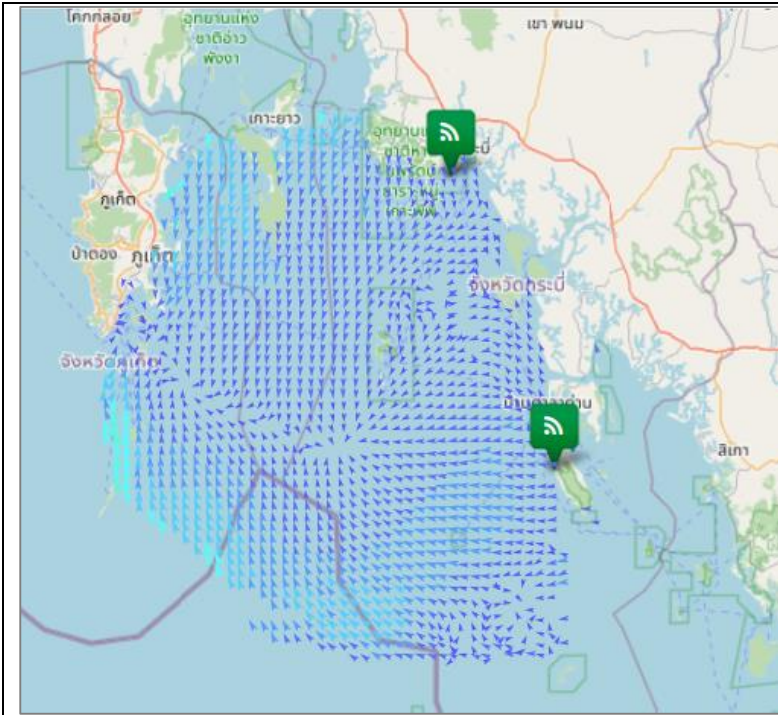 โคกกลอย
อุทยานแห่ง
ชาติอ่าว
พังงา
เขา พนม
เกาะยาว
ภูเก็ต
ป่าตอง
ภูเก็ต
จังหวัดกระบี่
จังหวัดภูเก็ต
สิเกา